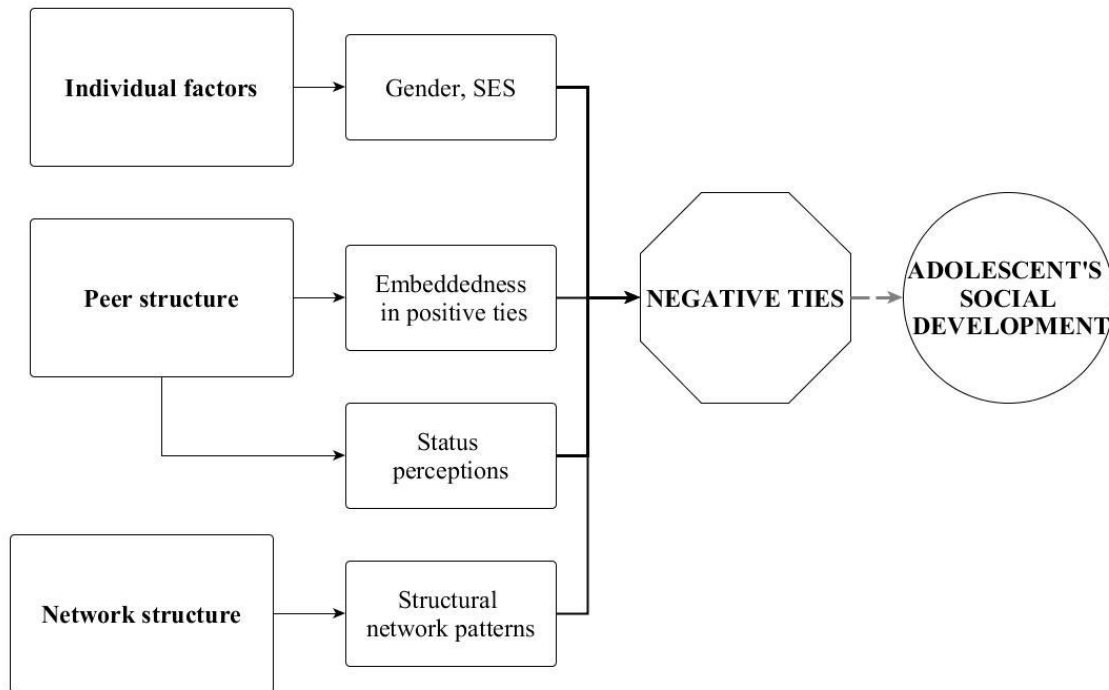 Individual factors
Gender, SES
Peer structure
Embeddedness
in positive ties
NEGATIVE TIES
ADOLESCENT'S
SOCIAL
DEVELOPMENT
Status
perceptions
Network structure
Structural
network patterns